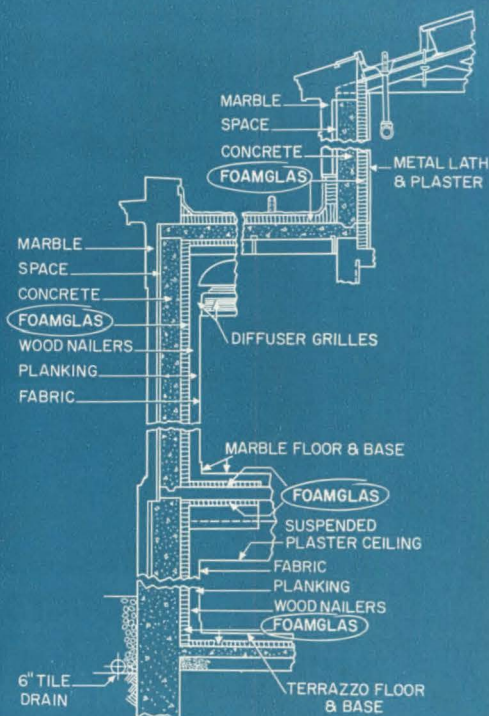 MARBLE
SPACE
CONCRETE
FOAMGLAS
METAL LATH
& PLASTER
MARBLE
SPACE
CONCRETE
FOAMGLAS
WOOD NAILERS
PLANKING
FABRIC
DIFFUSER GRILLES
MARBLE FLOOR & BASE
FOAMGLAS
SUSPENDED
PLASTER CEILING
FABRIC
PLANKING
WOOD NAILERS
FOAMGLAS
6" TILE
DRAIN
TERRAZZO FLOOR
& BASE